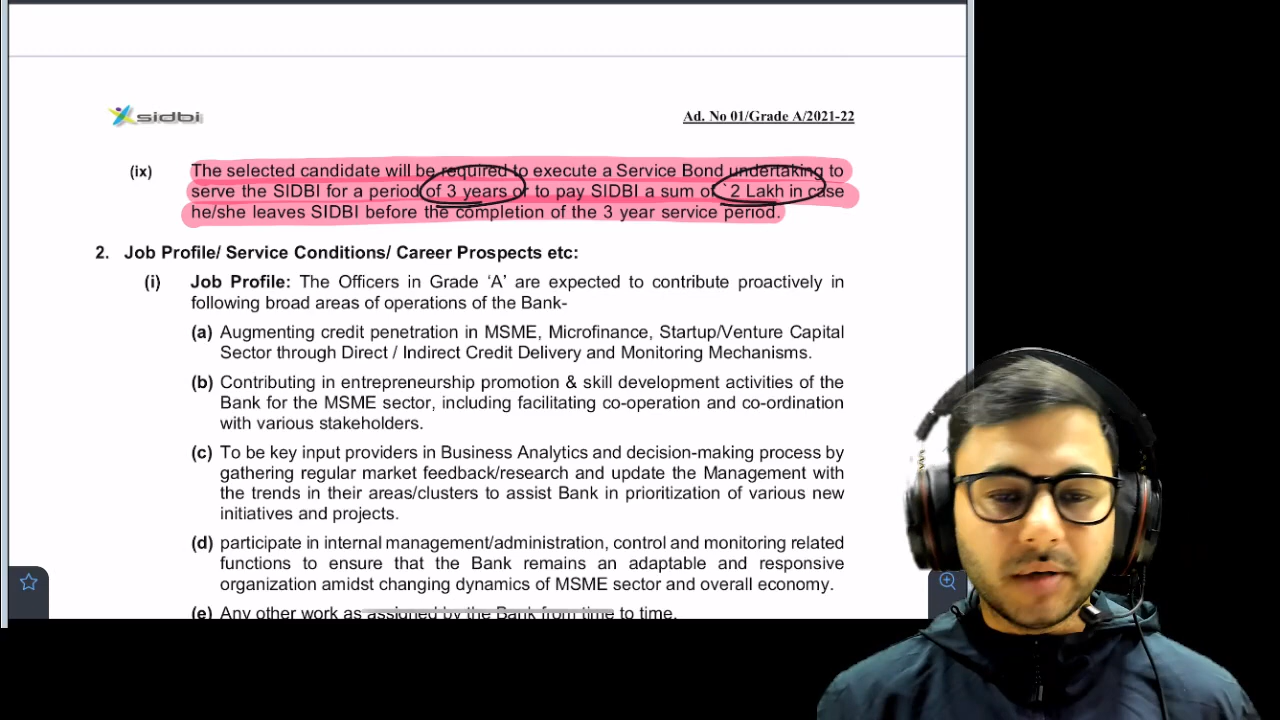 sidbi
Ad. No 01/Grade A/2021-22
(ix) The selected candidate will be required to execute a Service Bond undertaking to
serve the SIDBI for a period of 3 years or to pay SIDBI a sum of `2 Lakh in case
he/she leaves SIDBI before the completion of the 3 year service period.
2. Job Profile/ Service Conditions/ Career Prospects etc:
(i) Job Profile: The Officers in Grade ‘A’ are expected to contribute proactively in
following broad areas of operations of the Bank-
(a) Augmenting credit penetration in MSME, Microfinance, Startup/Venture Capital
Sector through Direct / Indirect Credit Delivery and Monitoring Mechanisms.
(b) Contributing in entrepreneurship promotion & skill development activities of the
Bank for the MSME sector, including facilitating co-operation and co-ordination
with various stakeholders.
(c) To be key input providers in Business Analytics and decision-making process by
gathering regular market feedback/research and update the Management with
the trends in their areas/clusters to assist Bank in prioritization of various new
initiatives and projects.
(d) participate in internal management/administration, control and monitoring related
functions to ensure that the Bank remains an adaptable and responsive
organization amidst changing dynamics of MSME sector and overall economy.
(e) Any other work as assigned by the Bank from time to time.